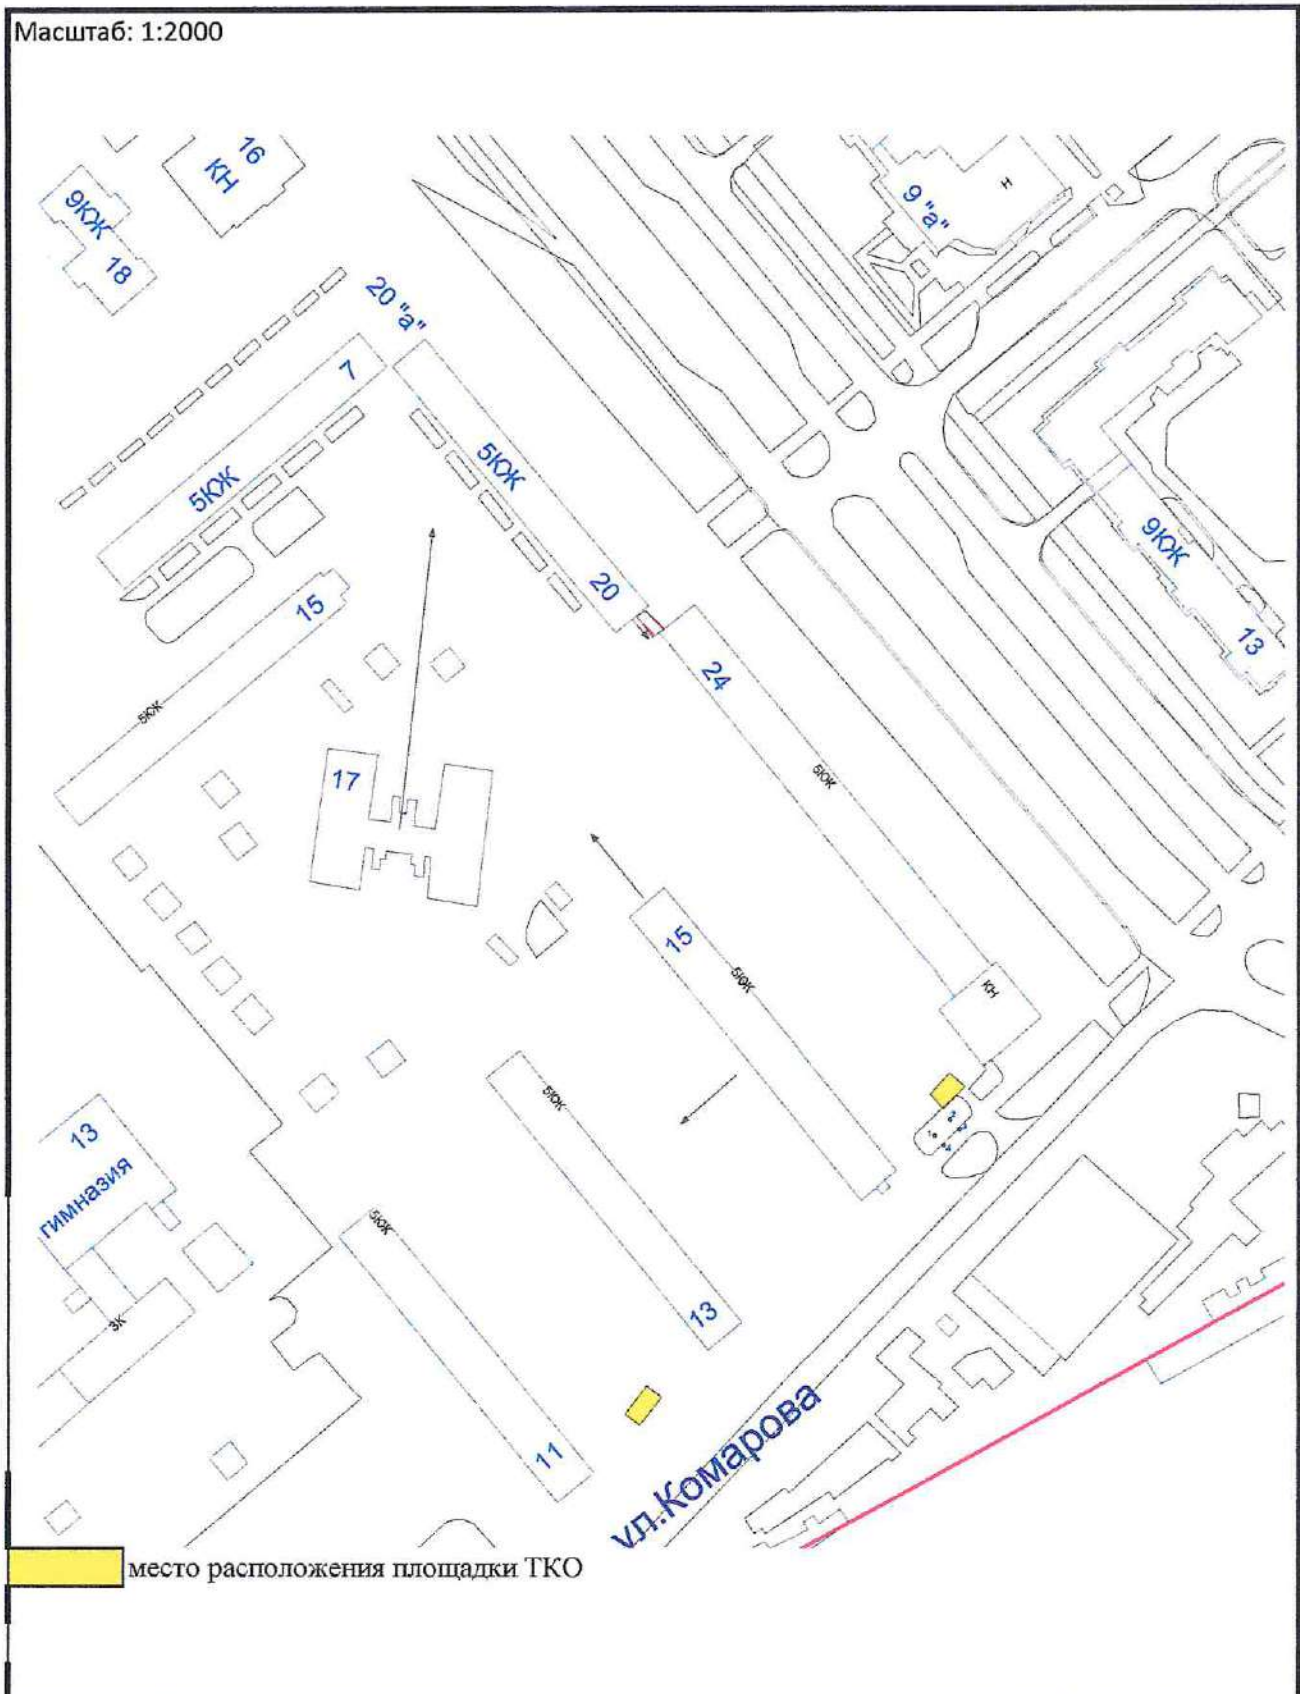 Масштаб: 1:2000
16
КН
9КЖ
18
9 "а"
Н
20 "а"
7
5КЖ
5КЖ
9КЖ
20
15
13
24
5КЖ
5КЖ
17
15
5КЖ
КН
5КЖ
13
гимназия
5КЖ
3К
13
11
ул.Комарова
место расположения площадки ТКО